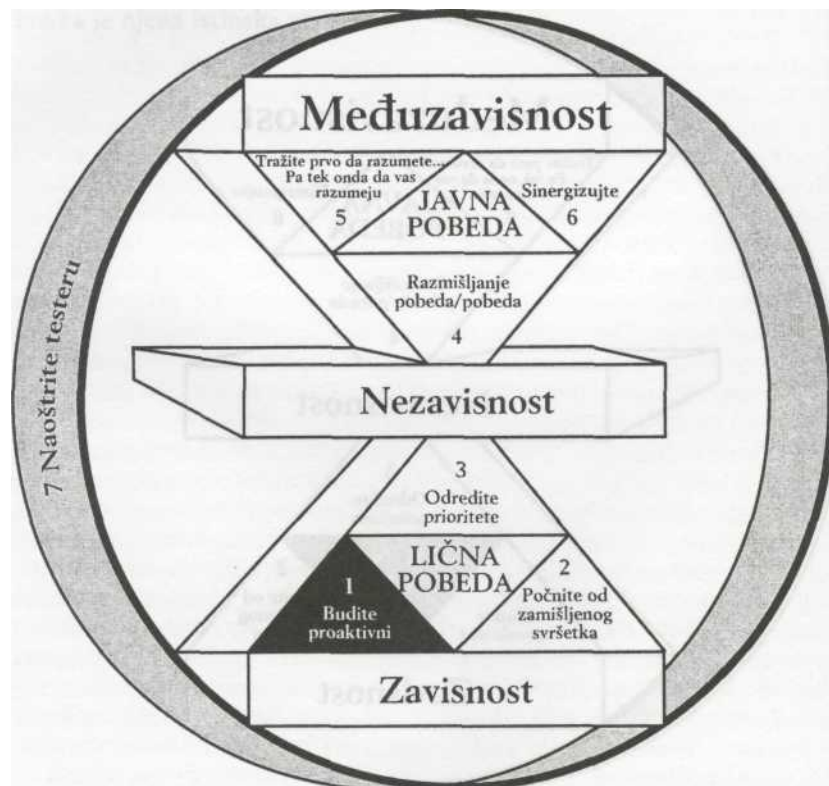 Međuzavisnost
Tražite prvo da razumete...
Pa tek onda da vas
razumeju
5
JAVNA
POBEDA
Sinergizujte
6
Razmišljanje
pobeda/pobeda
4
7 Naoštrite testeru
Nezavisnost
3
Odredite
prioritete
LIČNA
POBEDA
1
Budite
proaktivni
2
Počnite od
zamišljenog
svršetka
Zavisnost